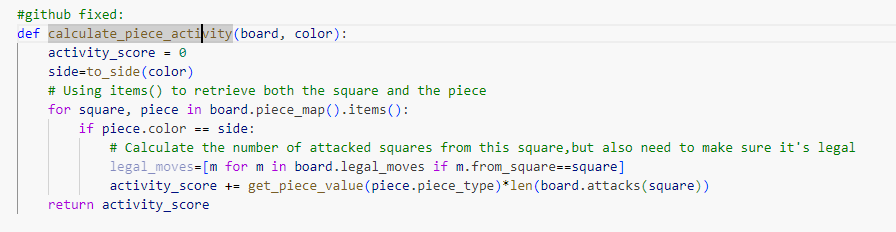 #github fixed:
def calculate_piece_activity(board, color):
    activity_score = 0
    side=to_side(color)
    # Using items() to retrieve both the square and the piece
    for square, piece in board.piece_map().items():
        if piece.color == side:
            # Calculate the number of attacked squares from this square,but also need to make sure it's legal
            legal_moves=[m for m in board.legal_moves if m.from_square==square]
            activity_score += get_piece_value(piece.piece_type)*len(board.attacks(square))
    return activity_score